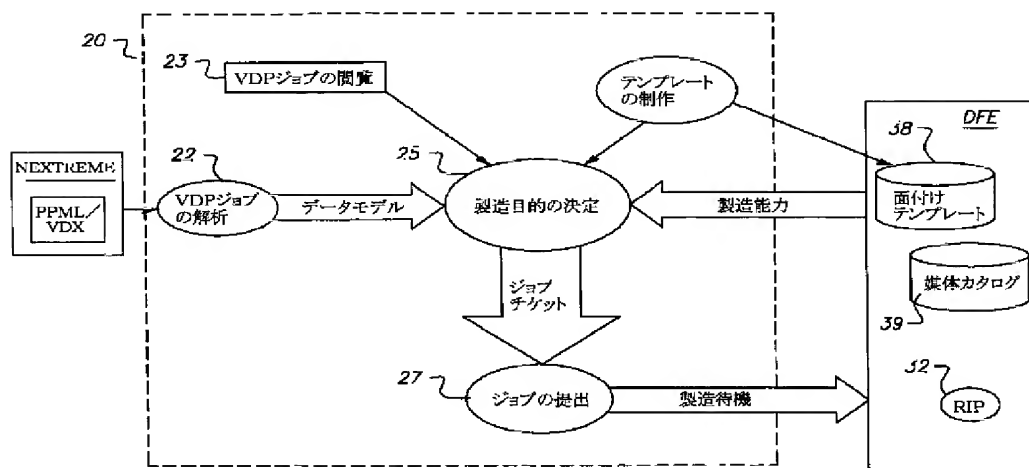 20
23
VDPジョブの閲覧
テンプレート
の制作
DFE
38
面付け
テンプレート
NEXTREME
PPML/
VDX
22
VDPジョブ
の解析
データモデル
25
製造目的の決定
製造能力
媒体カタログ
39
ジョブ
チケット
27
ジョブの提出
製造待機
32
RIP